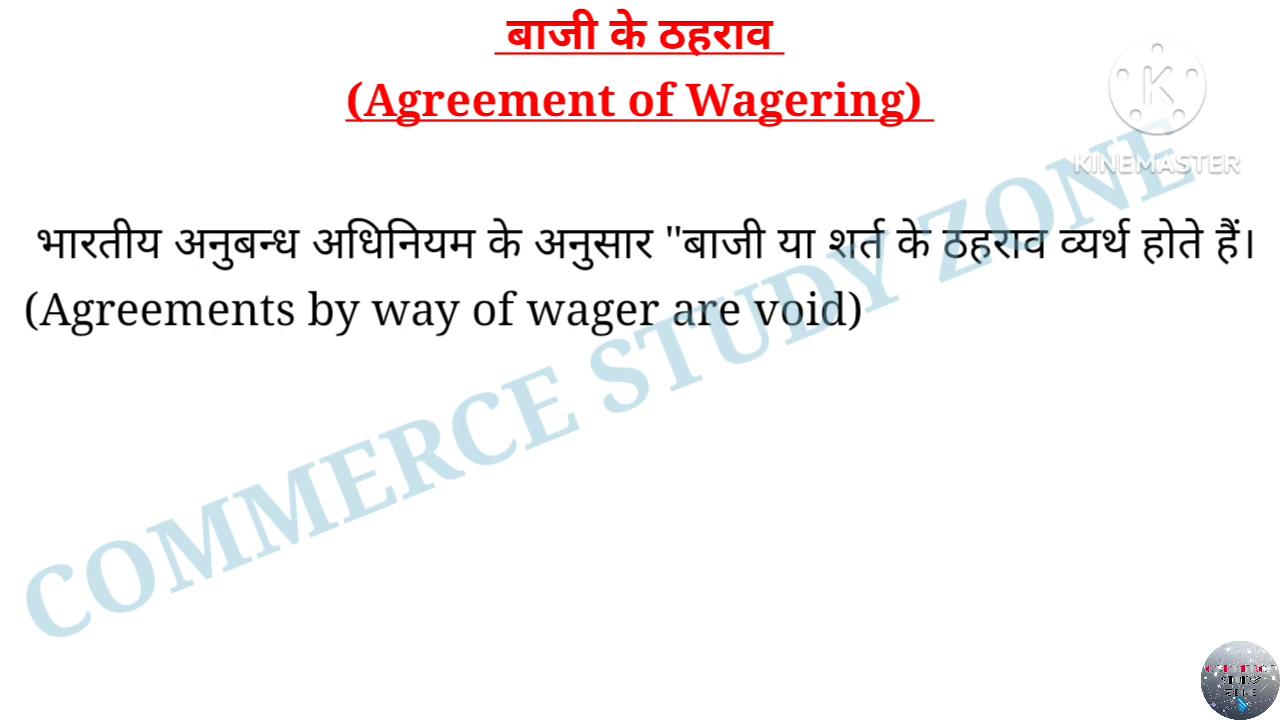 बाजी के ठहराव
(Agreement of Wagering)
KINEMASTER
भारतीय अनुबन्ध अधिनियम के अनुसार "बाजी या शर्त के ठहराव व्यर्थ होते हैं।
(Agreements by way of wager are void)
COMMERCE STUDY ZONE